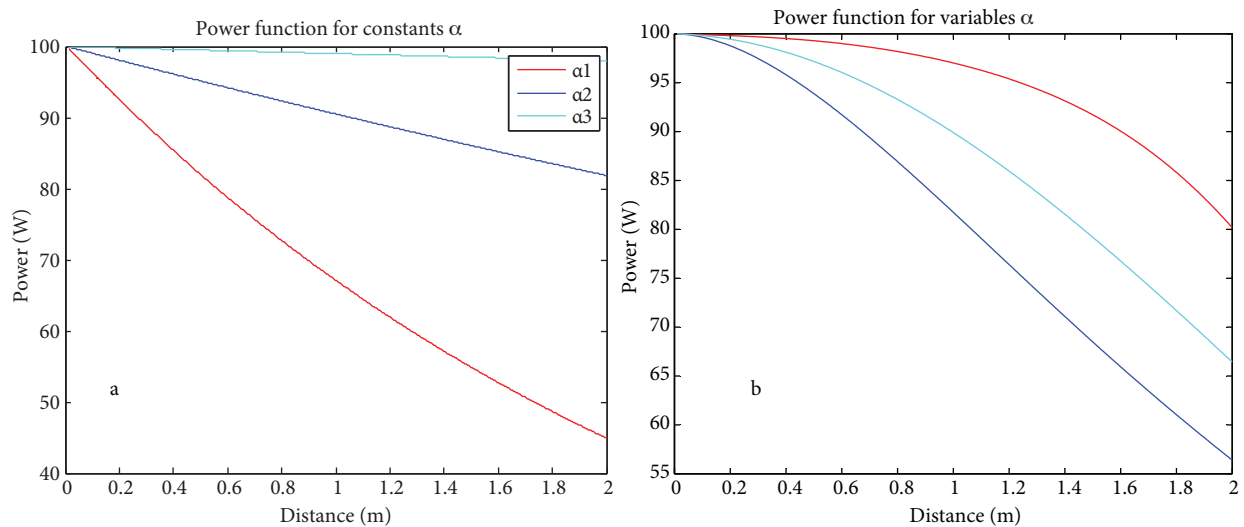 Power function for constants α
100
90
80
70
60
50
40
Power (W)
α1
α2
α3
a
0 0.2 0.4 0.6 0.8 1 1.2 1.4 1.6 1.8 2
Distance (m)
Power function for variables α
100
95
90
85
80
75
70
65
60
55
Power (W)
b
0 0.2 0.4 0.6 0.8 1 1.2 1.4 1.6 1.8 2
Distance (m)